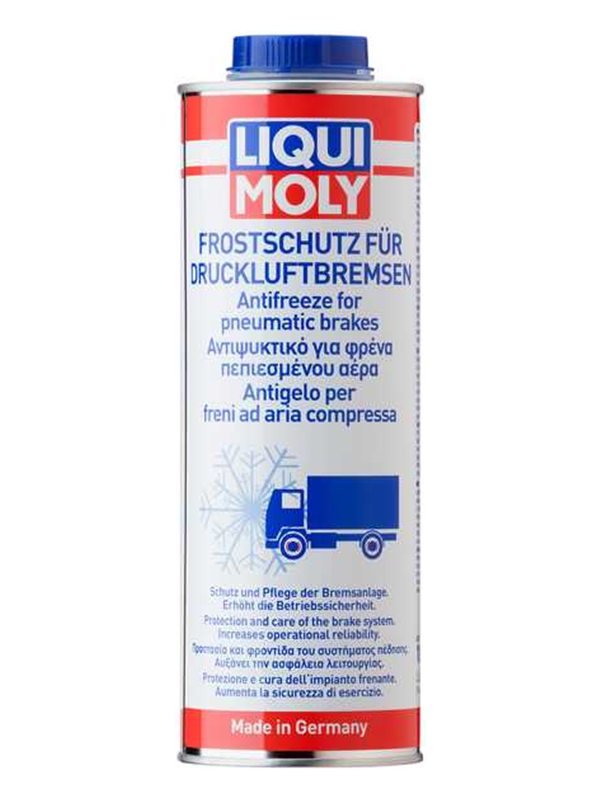 LIQUI
MOLY
FROSTSCHUTZ FÜR
DRUCKLUFTBREMSEN
Antifreeze for
pneumatic brakes
Αντιψυκτικό για φρένα
πεπιεσμένου αέρα
Antigelo per
freni ad aria compressa
Schutz und Pflege der Bremsanlage.
Erhöht die Betriebssicherheit.
Protection and care of the brake system.
Increases operational reliability.
Προστασία και φροντίδα του συστήματος πέδησης.
Αυξάνει την ασφάλεια λειτουργίας.
Protezione e cura dell'impianto frenante.
Aumenta la sicurezza di esercizio.
Made in Germany